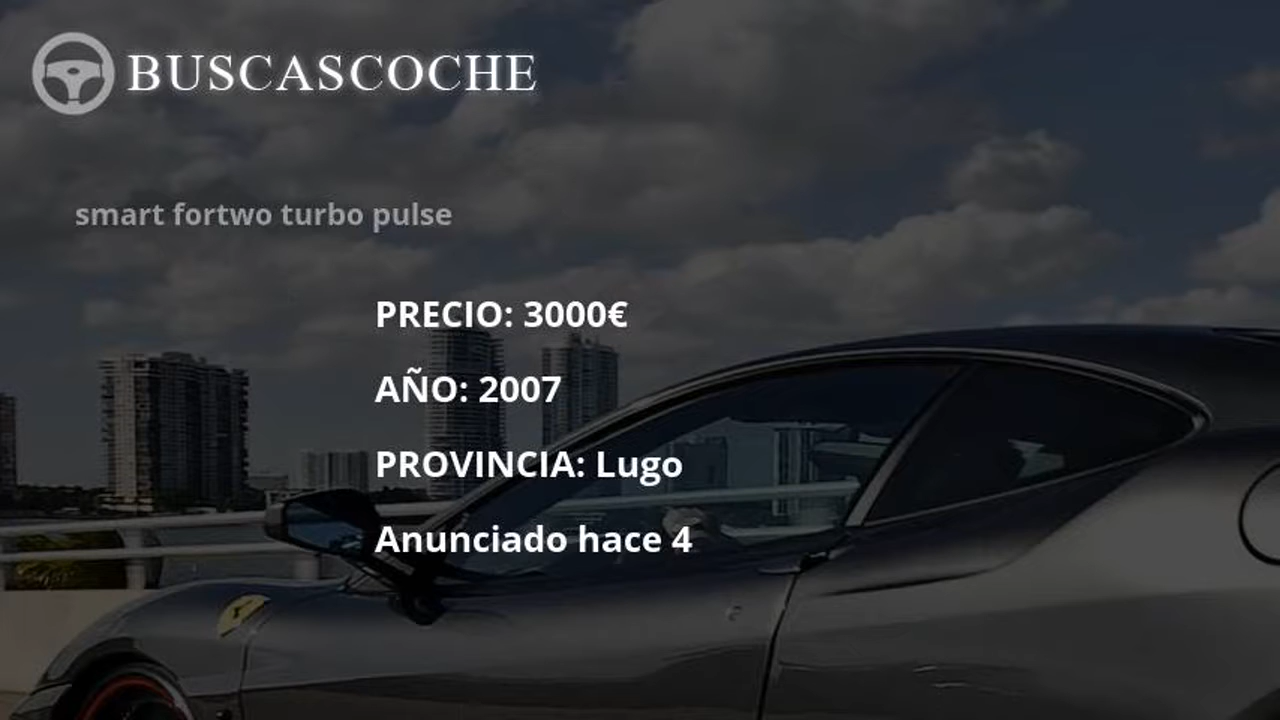 BUSCASCOCHE
smart fortwo turbo pulse
PRECIO: 3000€
AÑO: 2007
PROVINCIA: Lugo
Anunciado hace 4